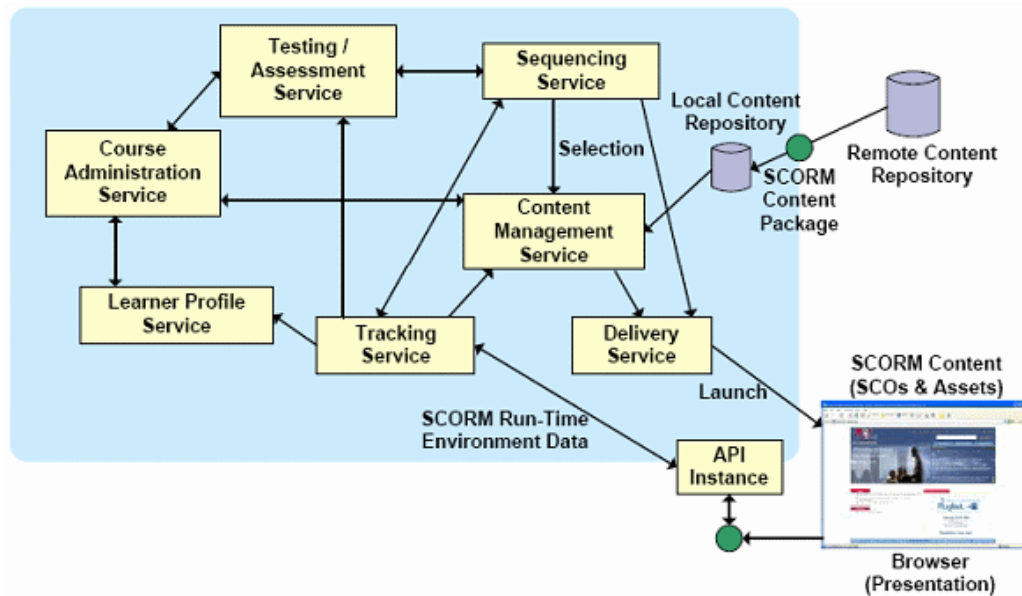 Testing /
Assessment
Service
Sequencing
Service
Local Content
Repository
Remote Content
Repository
Course
Administration
Service
Selection
SCORM
Content
Package
Content
Management
Service
Learner Profile
Service
Tracking
Service
Delivery
Service
SCORM Content
(SCOs & Assets)
Launch
SCORM Run-Time
Environment Data
API
Instance
Browser
(Presentation)